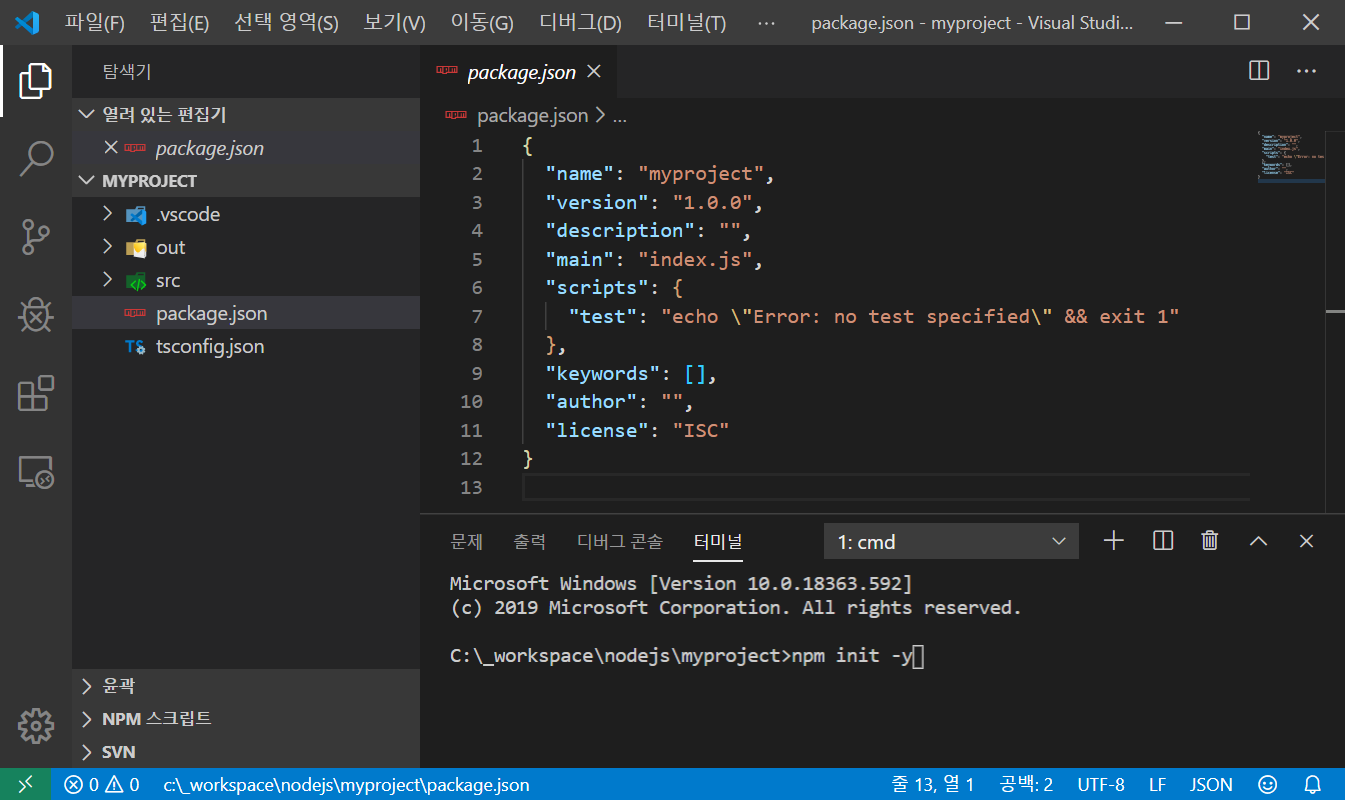 파일(F) 편집(E) 선택 영역(S) 보기(V) 이동(G) 디버그(D) 터미널(T) ··· package.json - myproject - Visual Studi...
탐색기
열려 있는 편집기
package.json
MYPROJECT
.vscode
out
src
package.json
tsconfig.json
윤곽
NPM 스크립트
SVN
package.json
package.json > ...
1 {
2 "name": "myproject",
3 "version": "1.0.0",
4 "description": "",
5 "main": "index.js",
6 "scripts": {
7 "test": "echo \"Error: no test specified\" && exit 1"
8 },
9 "keywords": [],
10 "author": "",
11 "license": "ISC"
12 }
13
문제 출력 디버그 콘솔 터미널 1: cmd
Microsoft Windows [Version 10.0.18363.592]
(c) 2019 Microsoft Corporation. All rights reserved.
C:\_workspace\nodejs\myproject>npm init -y
0 0 c:\_workspace\nodejs\myproject\package.json 줄 13, 열 1 공백: 2 UTF-8 LF JSON